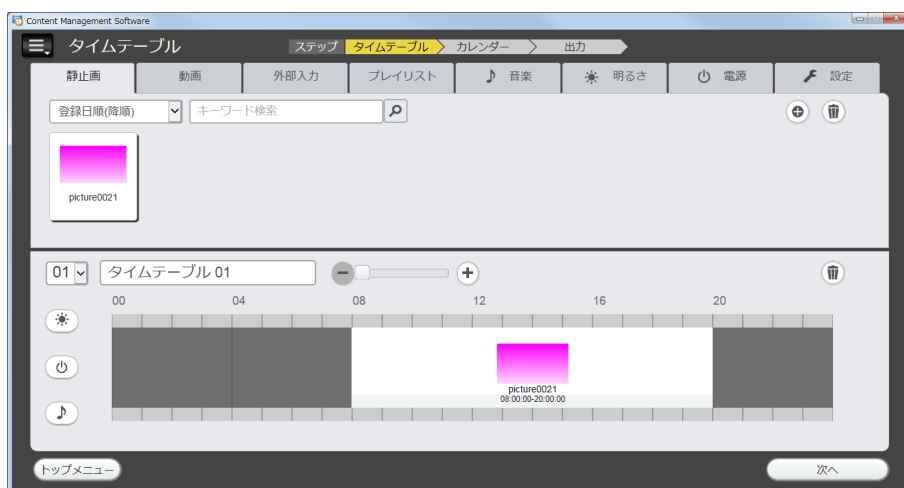 Content Management Software
タイムテーブル
ステップ タイムテーブル カレンダー 出力
静止画 動画 外部入力 プレイリスト 音楽 明るさ 電源 設定
登録日順(降順) キーワード検索
picture0021
01 タイムテーブル 01
00 04 08 12 16 20
picture0021
08:00:00-20:00:00
トップメニュー 次へ